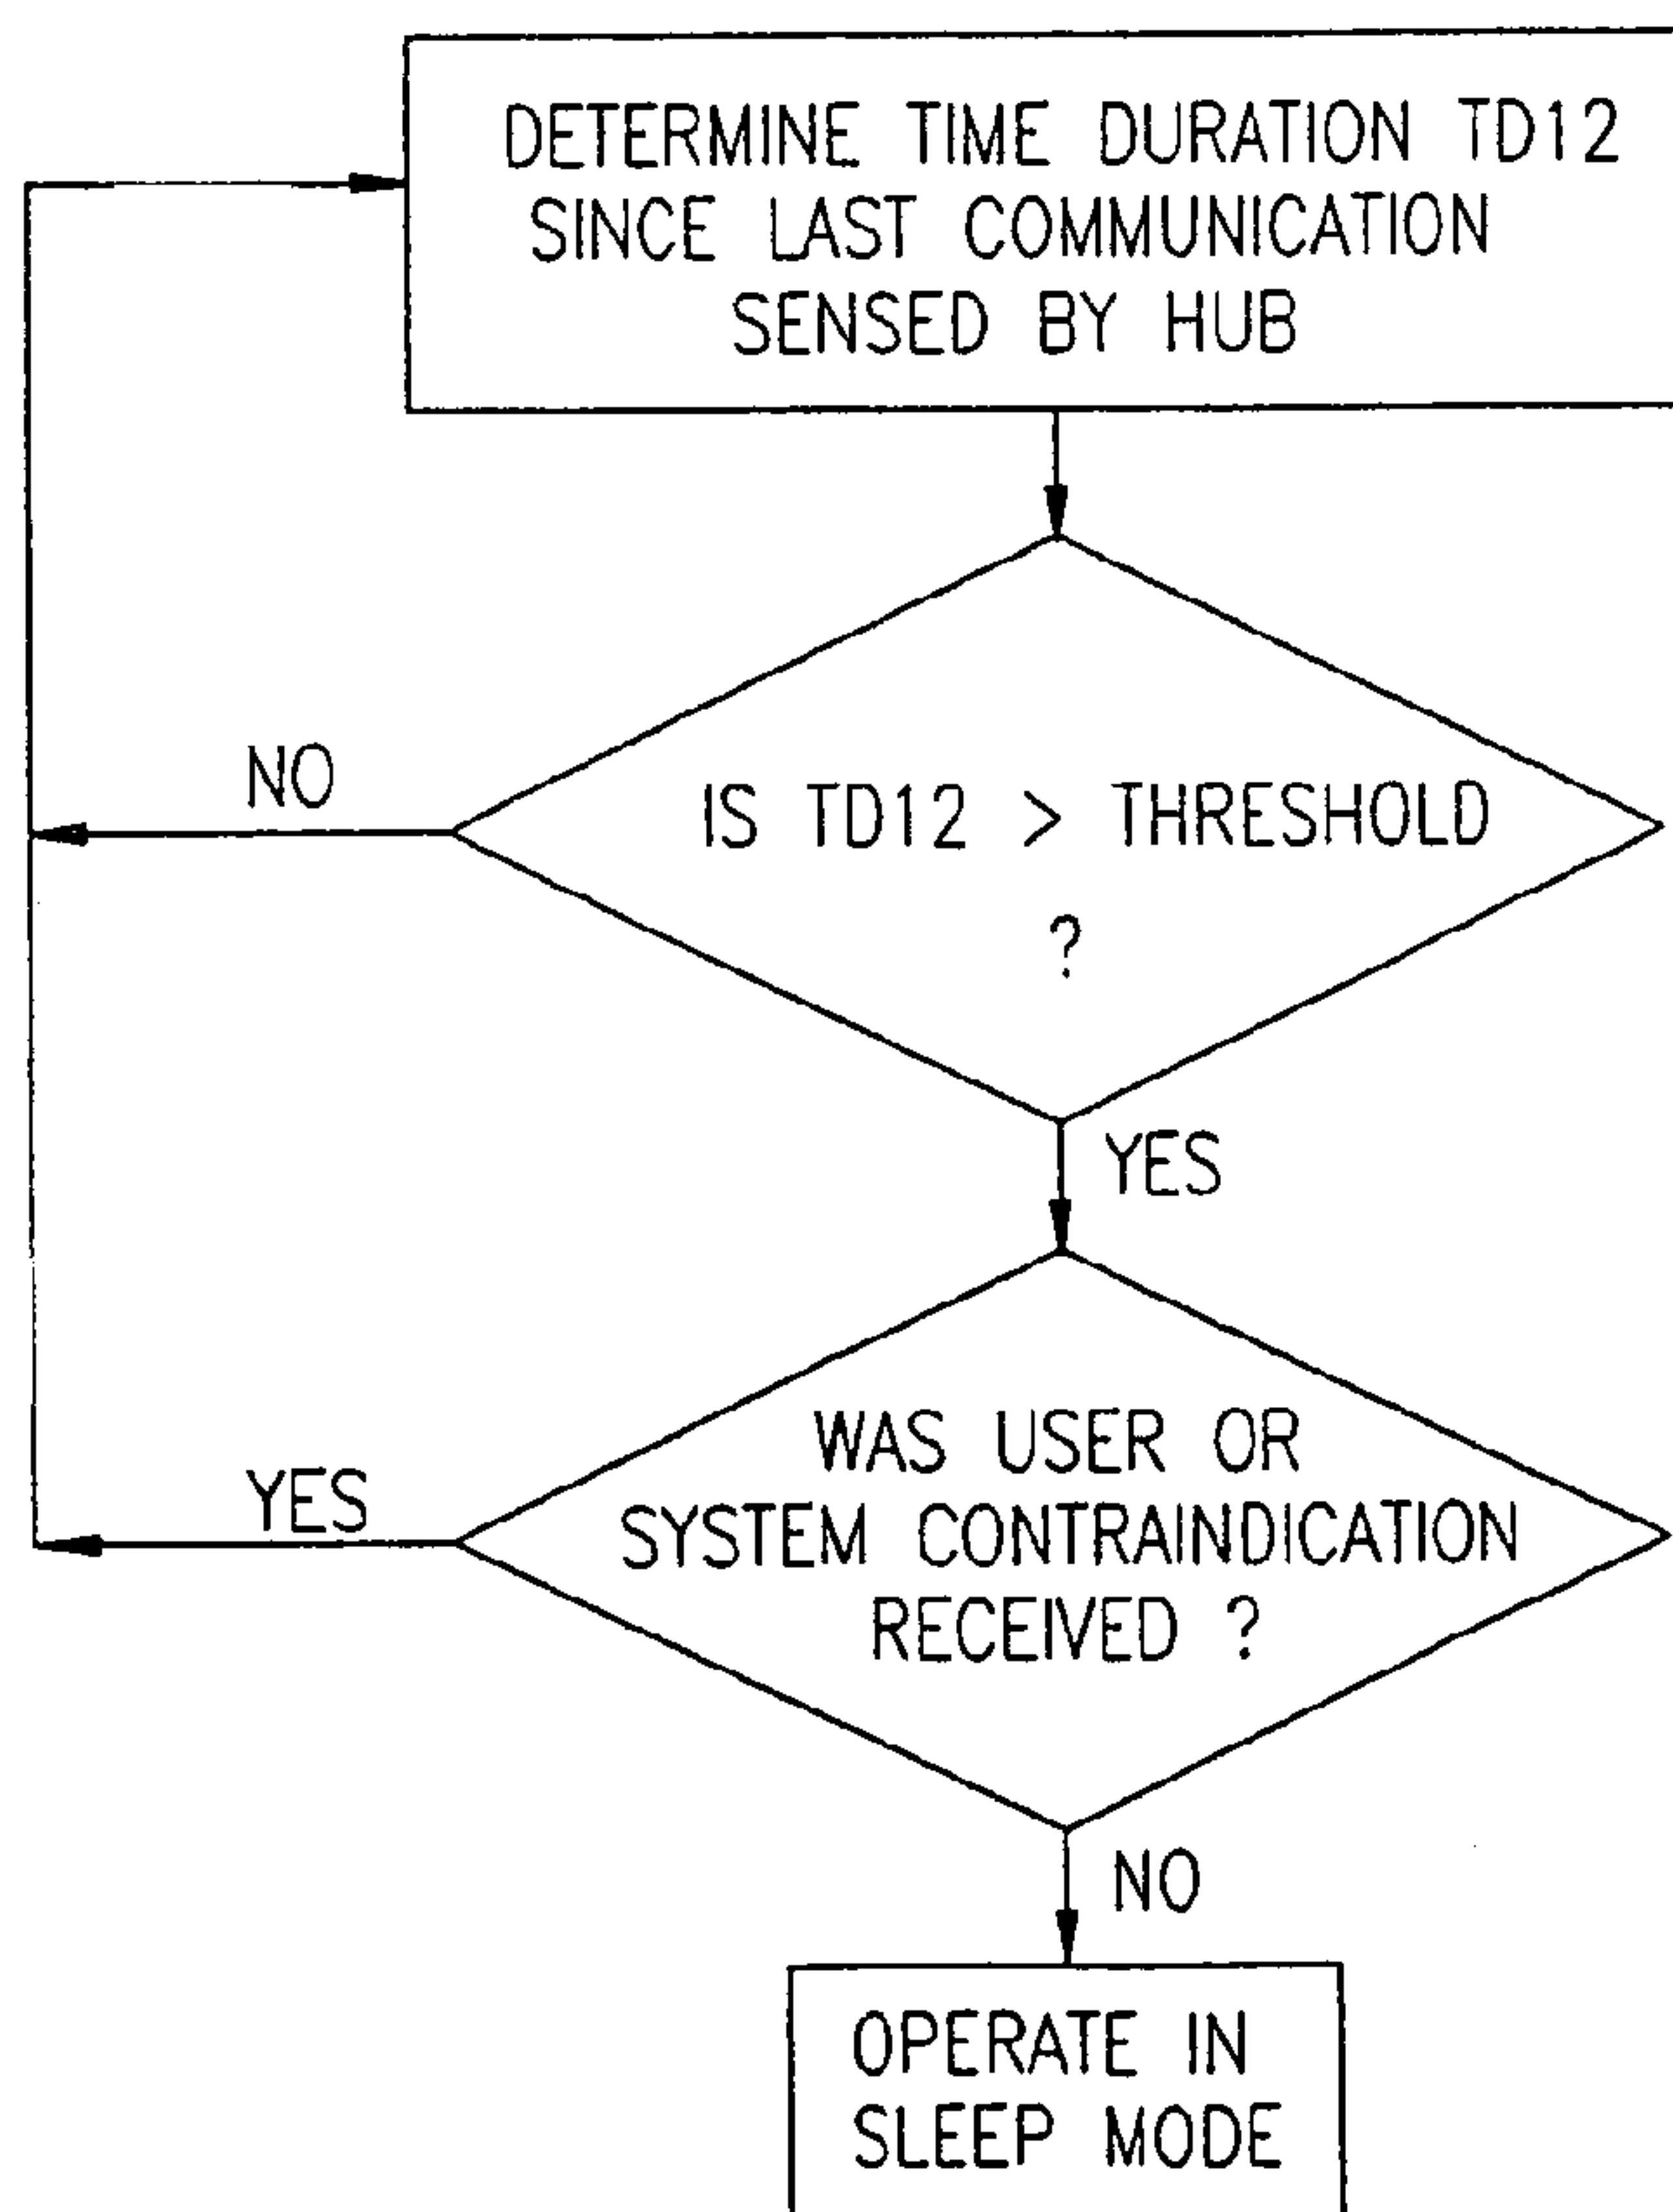 DETERMINE TIME DURATION TD12
SINCE LAST COMMUNICATION
SENSED BY HUB
NO
IS TD12 > THRESHOLD
?
YES
WAS USER OR
YES
SYSTEM CONTRAINDICATION
RECEIVED ?
NO
OPERATE IN
SLEEP MODE